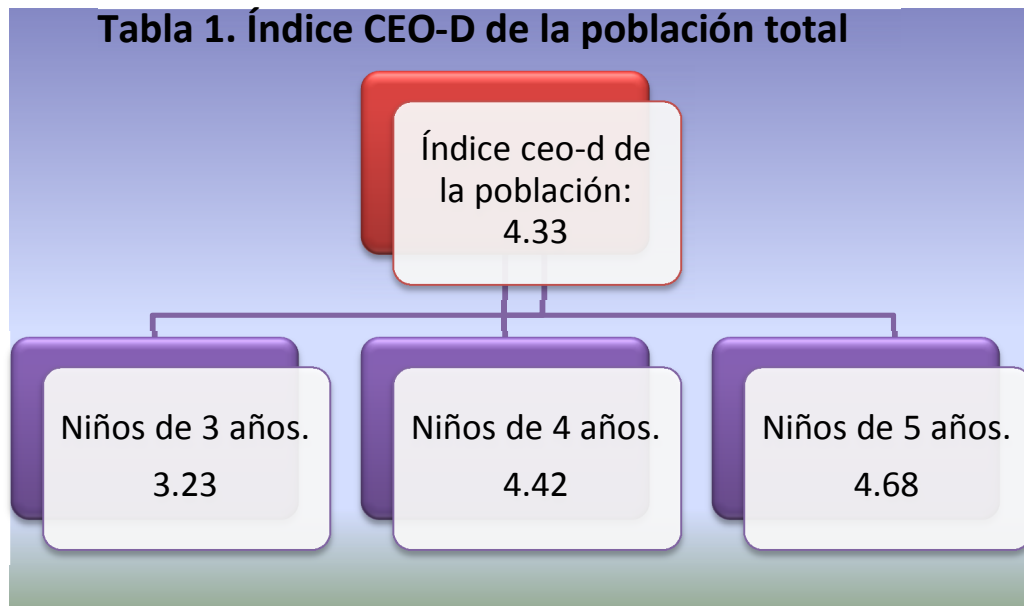 Tabla 1. Índice CEO-D de la población total
Índice ceo-d de
la población:
4.33
Niños de 3 años.
3.23
Niños de 4 años.
4.42
Niños de 5 años.
4.68